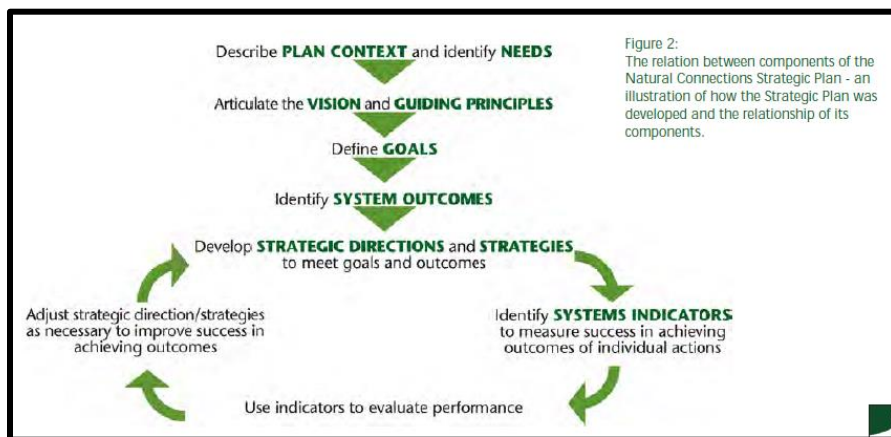 Describe PLAN CONTEXT and identify NEEDS
Figure 2:
The relation between components of the
Natural Connections Strategic Plan - an
illustration of how the Strategic Plan was
developed and the relationship of its
components.
Articulate the VISION and GUIDING PRINCIPLES
Define GOALS
Identify SYSTEM OUTCOMES
Develop STRATEGIC DIRECTIONS and STRATEGIES
to meet goals and outcomes
Identify SYSTEMS INDICATORS
to measure success in achieving
outcomes of individual actions
Use indicators to evaluate performance
Adjust strategic direction/strategies
as necessary to improve success in
achieving outcomes